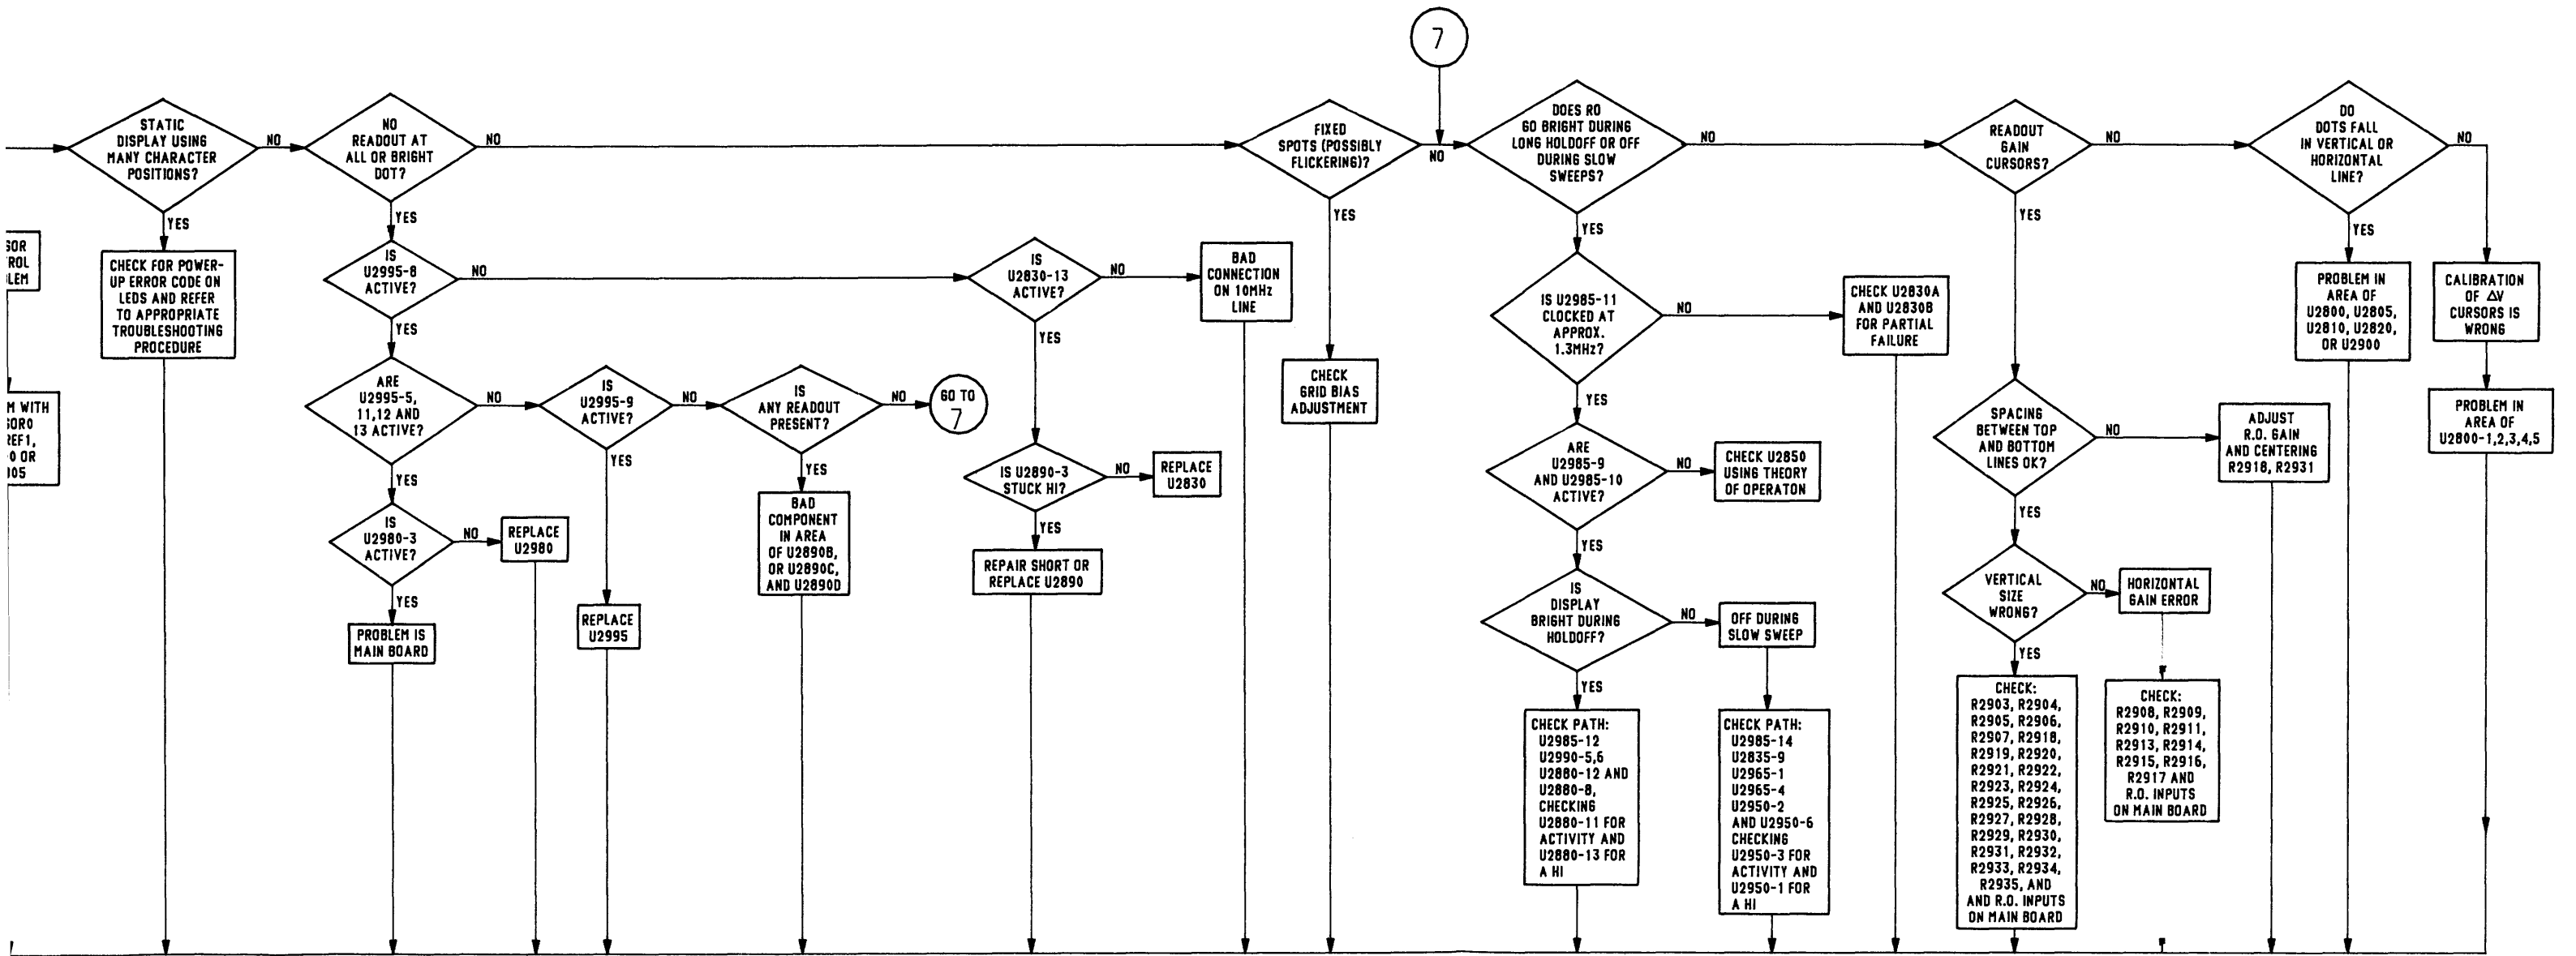 7
STATIC
DISPLAY USING
MANY CHARACTER
POSITIONS?
NO
YES
CHECK FOR POWER-
UP ERROR CODE ON
LEDS AND REFER
TO APPROPRIATE
TROUBLESHOOTING
PROCEDURE
NO
READOUT AT
ALL OR BRIGHT
DOT?
NO
YES
IS
U2995-8
ACTIVE?
NO
YES
ARE
U2995-5,
11,12 AND
13 ACTIVE?
NO
YES
IS
U2980-3
ACTIVE?
NO
REPLACE
U2980
YES
PROBLEM IS
MAIN BOARD
IS
U2995-9
ACTIVE?
NO
YES
REPLACE
U2995
IS
ANY READOUT
PRESENT?
NO
GO TO
7
YES
BAD
COMPONENT
IN AREA
OF U2890B,
OR U2890C,
AND U2890D
IS
U2830-13
ACTIVE?
NO
BAD
CONNECTION
ON 10MHz
LINE
YES
IS U2890-3
STUCK HI?
NO
REPLACE
U2830
YES
REPAIR SHORT OR
REPLACE U2890
FIXED
SPOTS (POSSIBLY
FLICKERING)?
NO
YES
CHECK
GRID BIAS
ADJUSTMENT
DOES RO
GO BRIGHT DURING
LONG HOLDOFF OR OFF
DURING SLOW
SWEEPS?
NO
YES
IS U2985-11
CLOCKED AT
APPROX.
1.3MHz?
NO
CHECK U2830A
AND U2830B
FOR PARTIAL
FAILURE
YES
ARE
U2985-9
AND U2985-10
ACTIVE?
NO
CHECK U2850
USING THEORY
OF OPERATON
YES
IS
DISPLAY
BRIGHT DURING
HOLDOFF?
NO
OFF DURING
SLOW SWEEP
YES
CHECK PATH:
U2985-12
U2990-5,6
U2880-12 AND
U2880-8,
CHECKING
U2880-11 FOR
ACTIVITY AND
U2880-13 FOR
A HI
CHECK PATH:
U2985-14
U2835-9
U2965-1
U2965-4
U2950-2
AND U2950-6
CHECKING
U2950-3 FOR
ACTIVITY AND
U2950-1 FOR
A HI
READOUT
GAIN
CURSORS?
NO
YES
SPACING
BETWEEN TOP
AND BOTTOM
LINES OK?
NO
ADJUST
R.O. GAIN
AND CENTERING
R2918, R2931
YES
VERTICAL
SIZE
WRONG?
NO
HORIZONTAL
GAIN ERROR
YES
CHECK:
R2903, R2904,
R2905, R2906,
R2907, R2918,
R2919, R2920,
R2921, R2922,
R2923, R2924,
R2925, R2926,
R2927, R2928,
R2929, R2930,
R2931, R2932,
R2933, R2934,
R2935, AND
AND R.O. INPUTS
ON MAIN BOARD
CHECK:
R2908, R2909,
R2910, R2911,
R2913, R2914,
R2915, R2916,
R2917 AND
R.O. INPUTS
ON MAIN BOARD
DO
DOTS FALL
IN VERTICAL OR
HORIZONTAL
LINE?
NO
YES
PROBLEM IN
AREA OF
U2800, U2805,
U2810, U2820,
OR U2900
CALIBRATION
OF ΔV
CURSORS IS
WRONG
PROBLEM IN
AREA OF
U2800-1,2,3,4,5